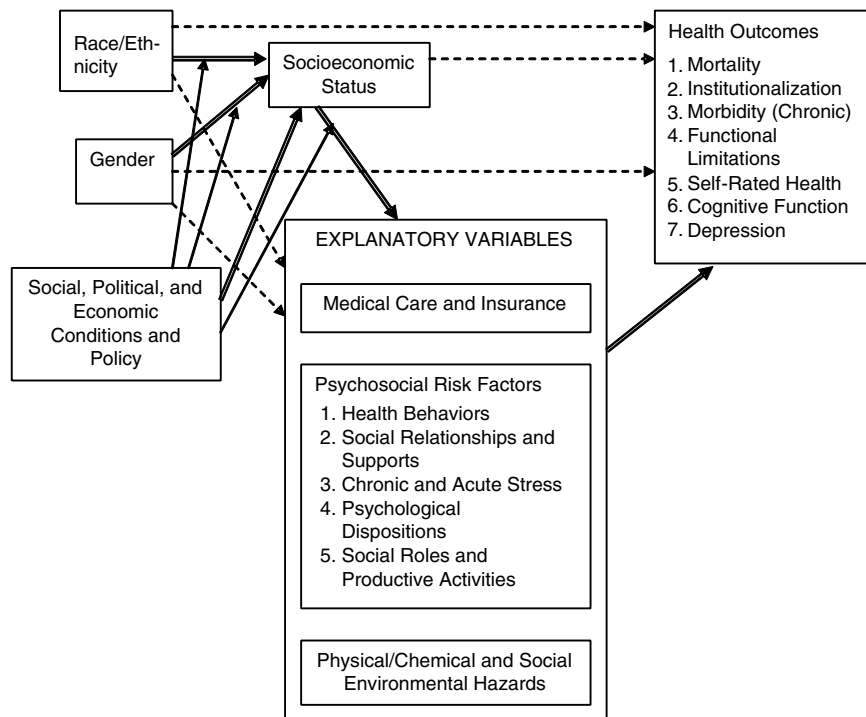 Race/Eth-
nicity
Socioeconomic
Status
Gender
Social, Political, and
Economic
Conditions and
Policy
Health Outcomes
1. Mortality
2. Institutionalization
3. Morbidity (Chronic)
4. Functional
Limitations
5. Self-Rated Health
6. Cognitive Function
7. Depression
EXPLANATORY VARIABLES
Medical Care and Insurance
Psychosocial Risk Factors
1. Health Behaviors
2. Social Relationships and
Supports
3. Chronic and Acute Stress
4. Psychological
Dispositions
5. Social Roles and
Productive Activities
Physical/Chemical and Social
Environmental Hazards